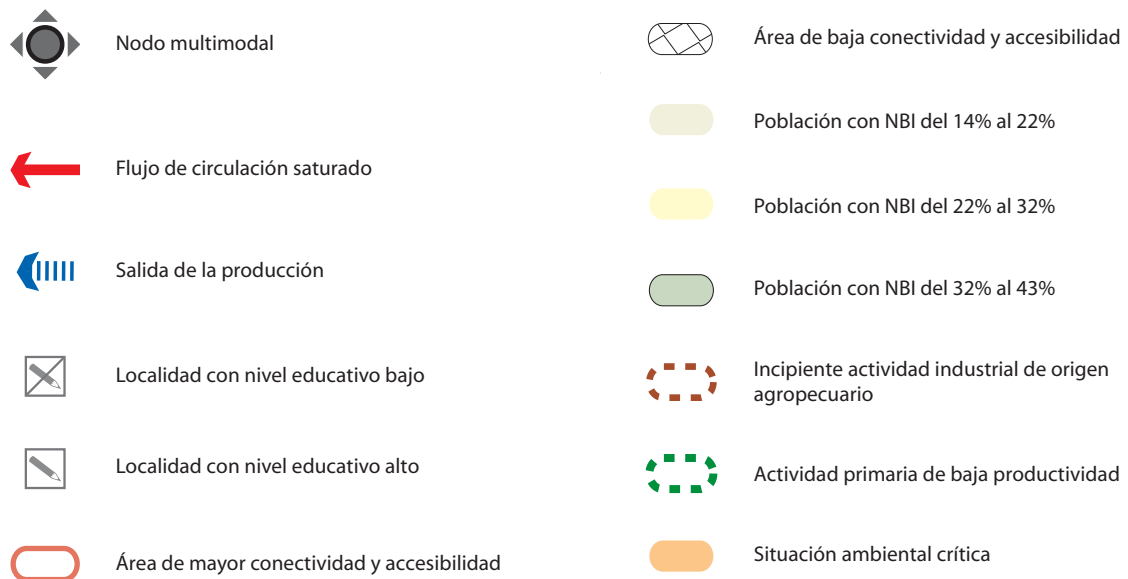 Nodo multimodal
Flujo de circulación saturado
Salida de la producción
Localidad con nivel educativo bajo
Localidad con nivel educativo alto
Área de mayor conectividad y accesibilidad
Área de baja conectividad y accesibilidad
Población con NBI del 14% al 22%
Población con NBI del 22% al 32%
Población con NBI del 32% al 43%
Incipiente actividad industrial de origen
agropecuario
Actividad primaria de baja productividad
Situación ambiental crítica